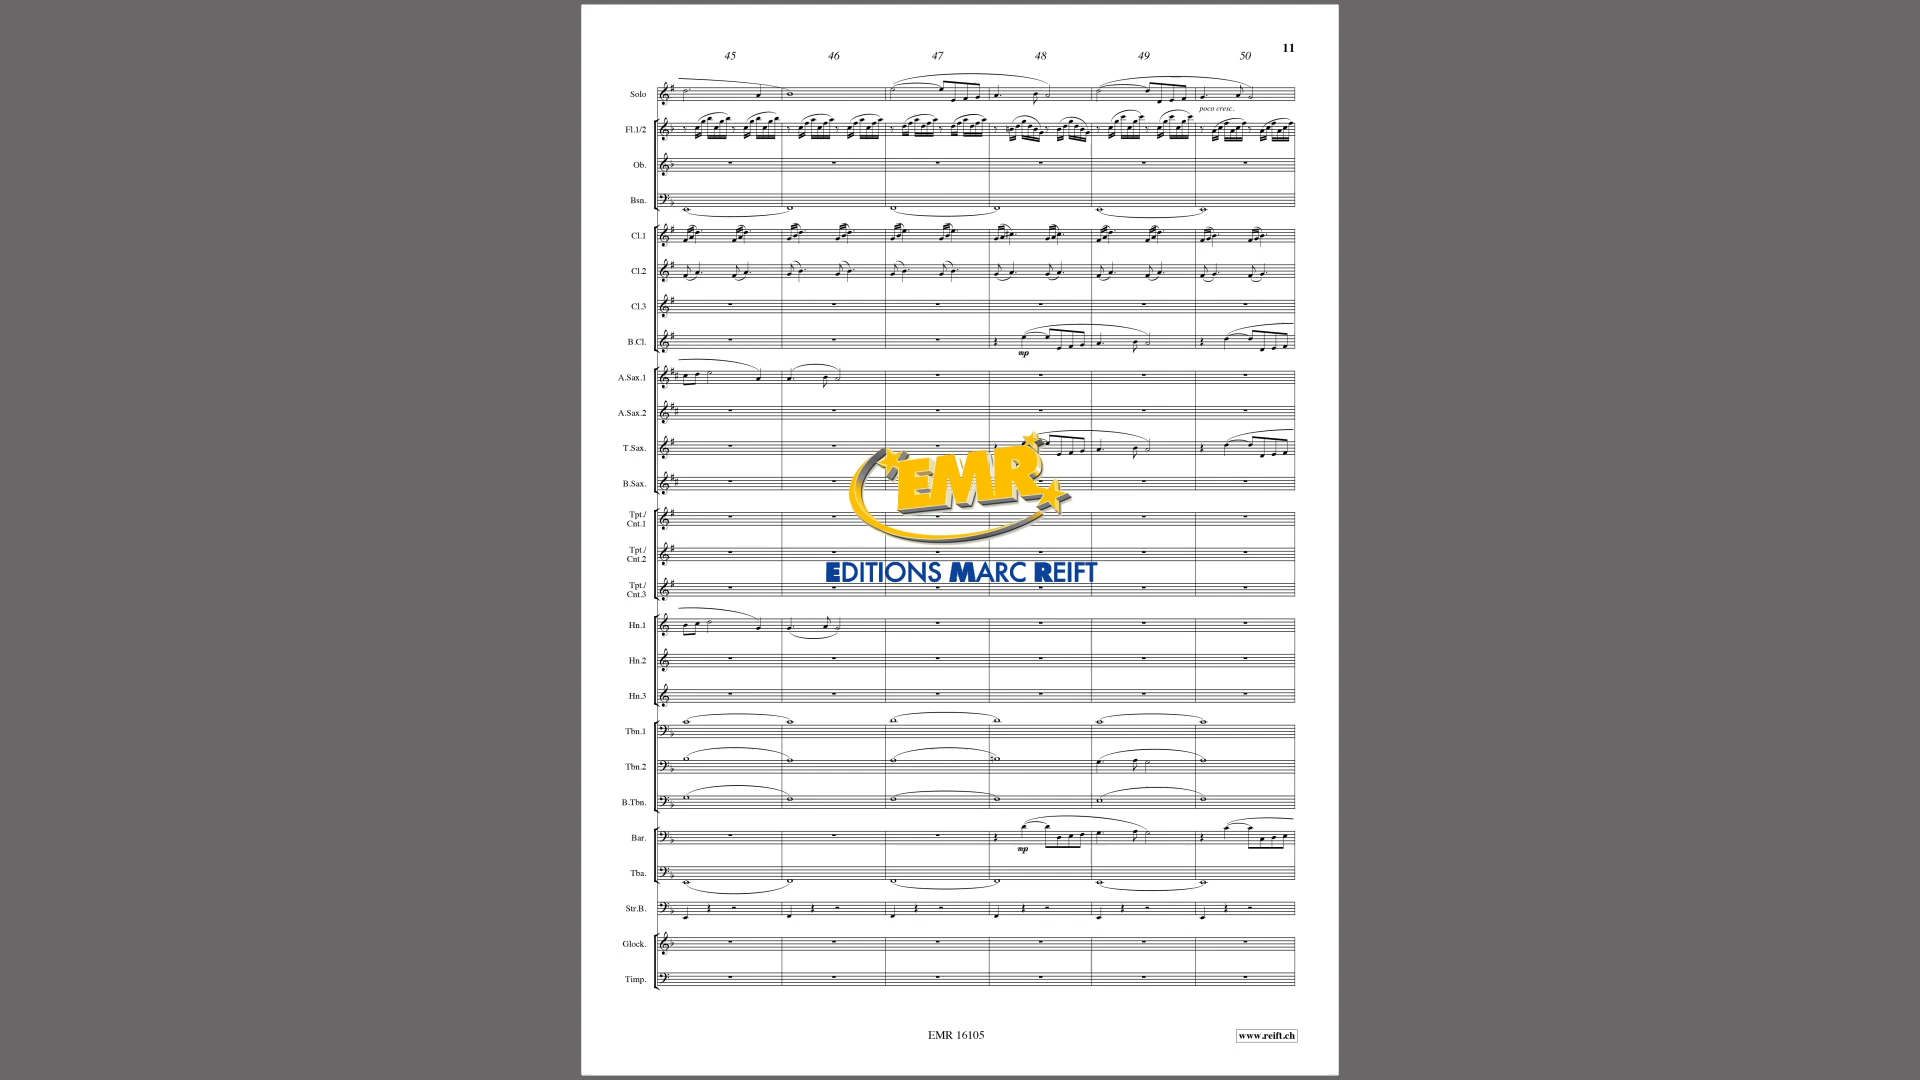 11
45 46 47 48 49 50
Solo
poco cresc.
Fl.1/2
Ob.
Bsn.
Cl.1
Cl.2
Cl.3
B.Cl.
mp
A.Sax.1
A.Sax.2
T.Sax.
B.Sax.
EMR
Tpt./
Cnt.1
Tpt./
Cnt.2
EDITIONS MARC REIFT
Tpt./
Cnt.3
Hn.1
Hn.2
Hn.3
Tbn.1
Tbn.2
B.Tbn.
Bar.
mp
Tba.
Str.B.
Glock.
Timp.
EMR 16105
www.reift.ch